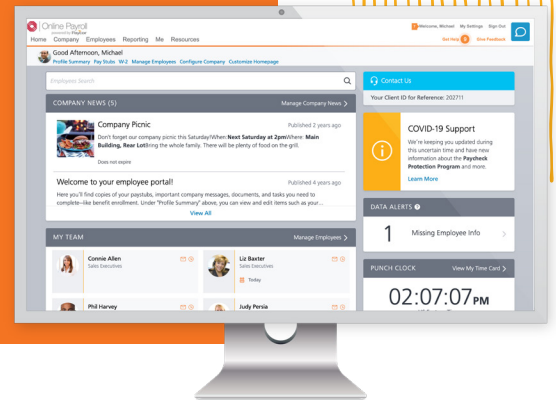 Online Payroll
powered by Paylocity
Welcome, Michael My Settings Sign Out
Home Company Employees Reporting Me Resources
Get Help Give Feedback
Good Afternoon, Michael
Profile Summary Pay Stubs W-2 Manage Employees Configure Company Customize Homepage
Employees Search
Contact Us
Your Client ID for Reference: 202711
COMPANY NEWS (5) Manage Company News
Company Picnic Published 2 years ago
Don't forget our company picnic this Saturday!When: Next Saturday at 2pmWhere: Main
Building, Rear LotBring the whole family. There will be plenty of food on the grill.
Does not expire
Welcome to your employee portal! Published 4 years ago
Here you'll find copies of your paystubs, important company messages, documents, and tasks you need to
complete—like benefit enrollment. Under "Profile Summary" above, you can view and edit items such as your...
View All
COVID-19 Support
We're keeping you updated during
this uncertain time and have new
information about the Paycheck
Protection Program and more.
Learn More
DATA ALERTS
1 Missing Employee Info
MY TEAM Manage Employees
Connie Allen
Sales Executives
Liz Baxter
Sales Executives
Today
Phil Harvey
Judy Persia
PUNCH CLOCK View My Time Card
02:07:07 PM